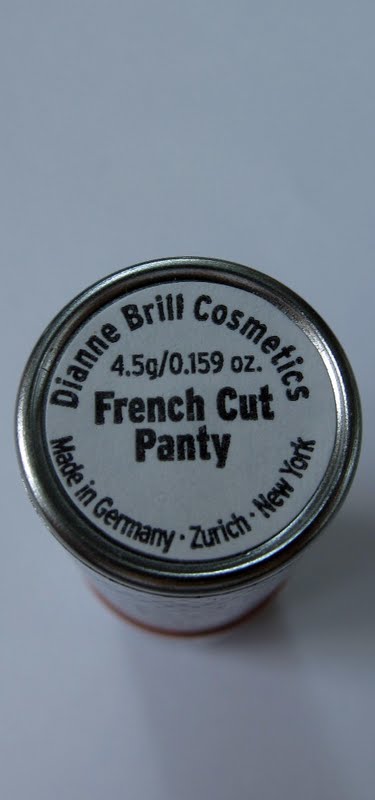 Dianne Brill Cosmetics
4.5g/0.159 oz.
French Cut
Panty
Made in Germany · Zurich · New York